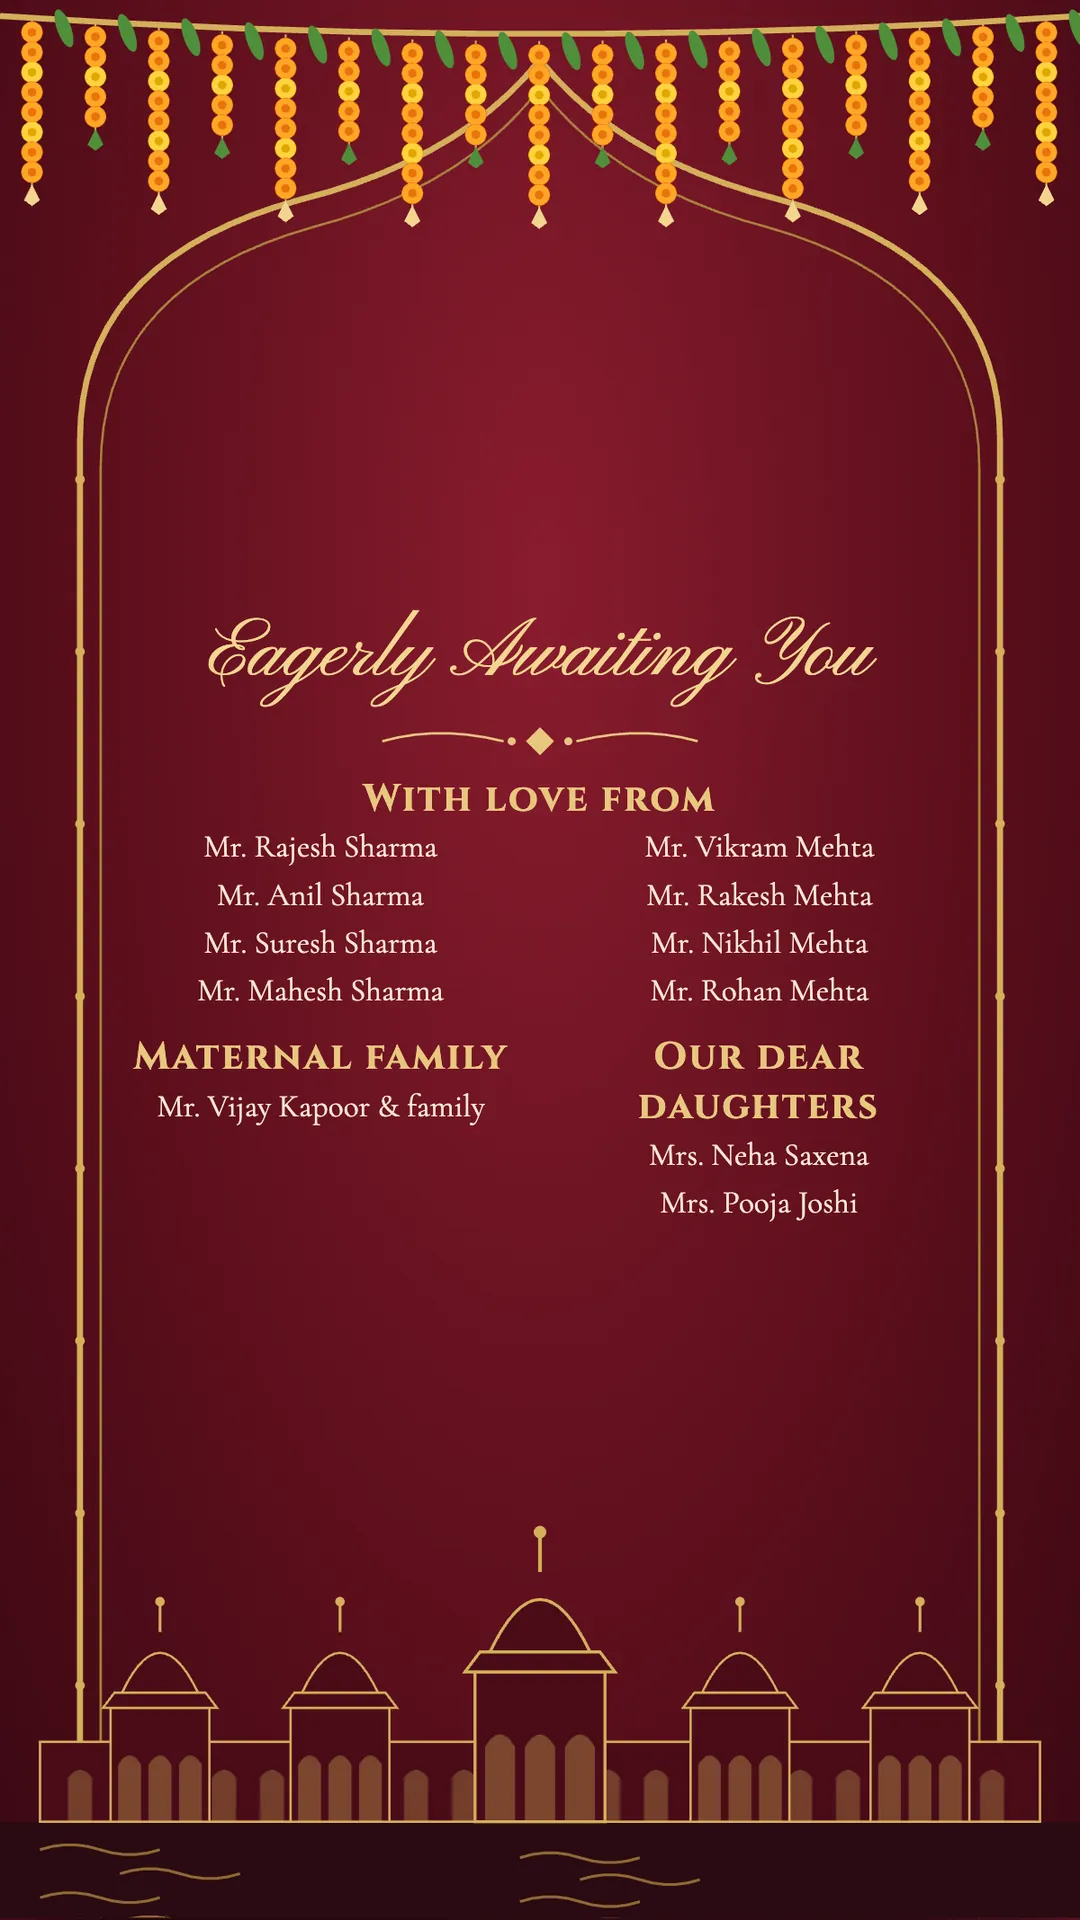 Eagerly Awaiting You
With love from
Mr. Rajesh Sharma
Mr. Anil Sharma
Mr. Suresh Sharma
Mr. Mahesh Sharma
Mr. Vikram Mehta
Mr. Rakesh Mehta
Mr. Nikhil Mehta
Mr. Rohan Mehta
Maternal family
Mr. Vijay Kapoor & family
Our dear
daughters
Mrs. Neha Saxena
Mrs. Pooja Joshi